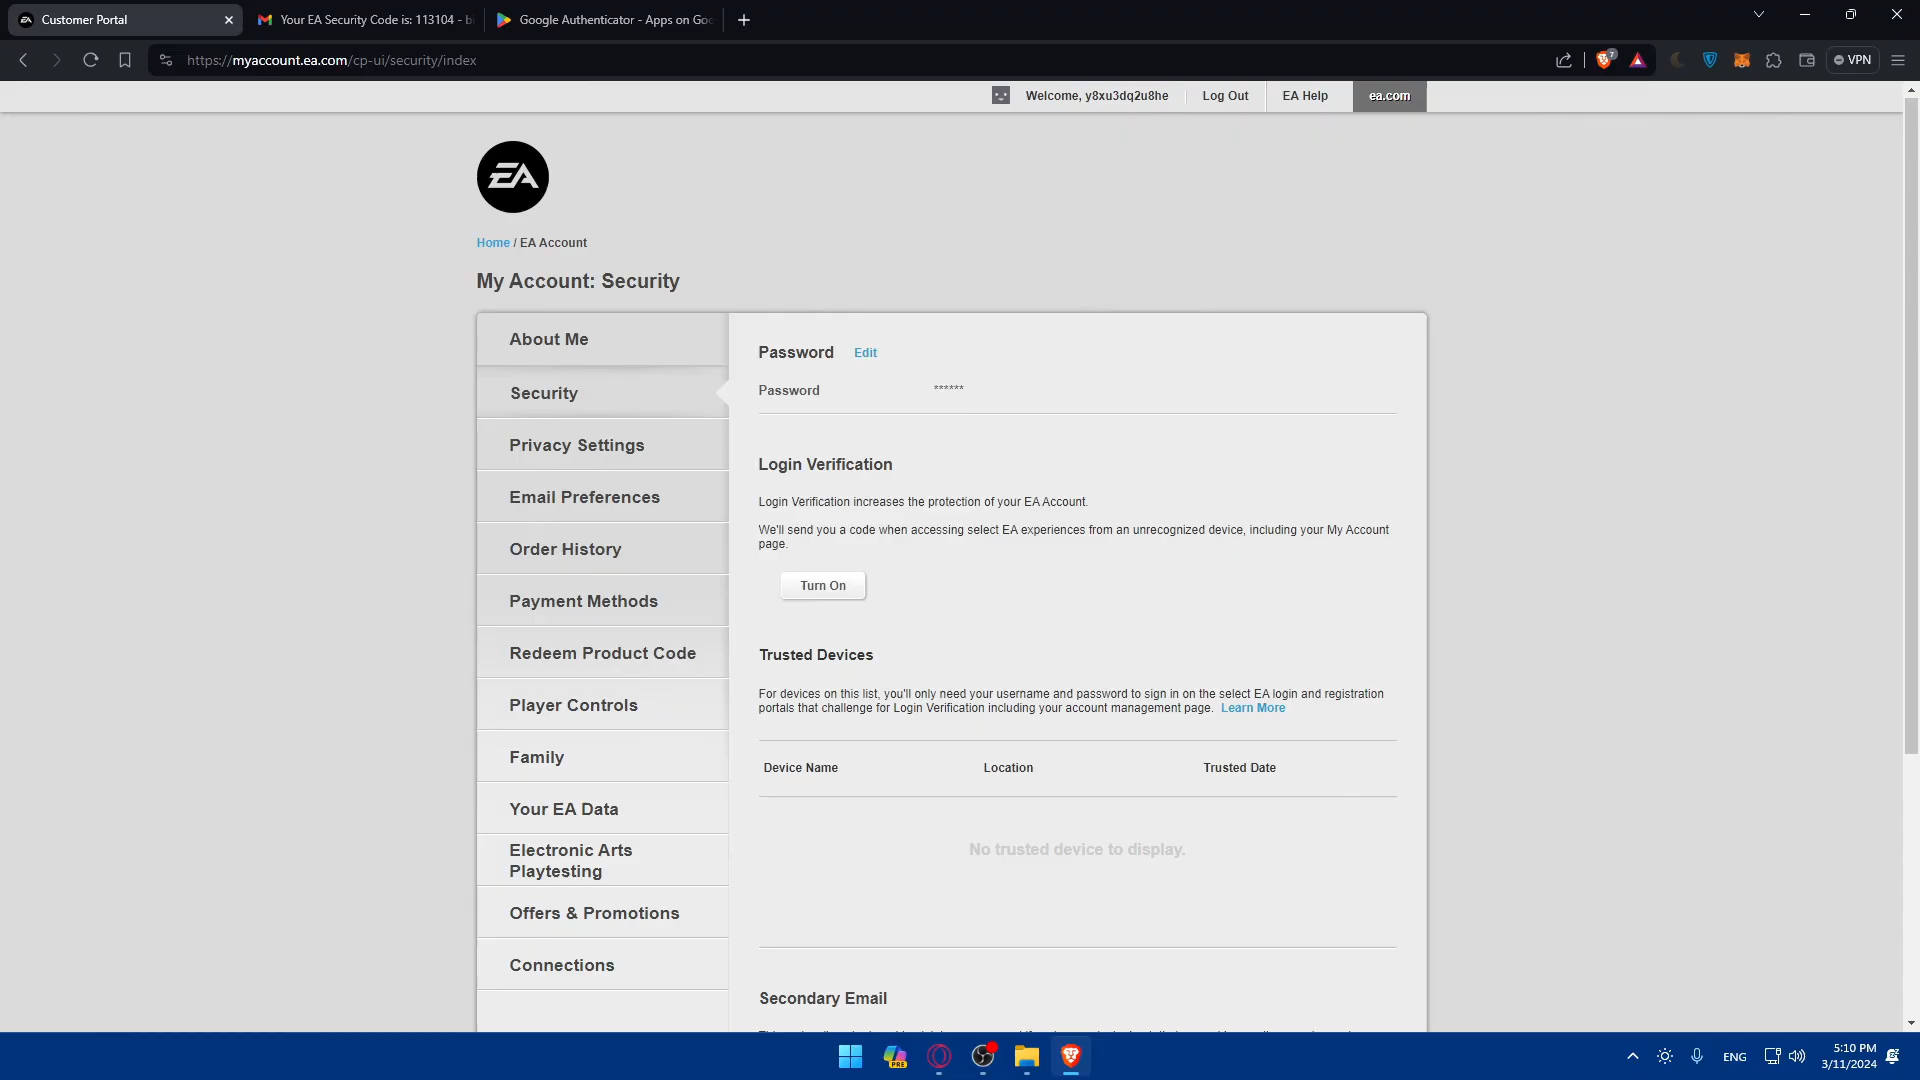 Customer Portal
Your EA Security Code is: 113104 - b
Google Authenticator - Apps on Goo
https://myaccount.ea.com/cp-ui/security/index
7
VPN
Welcome, y8xu3dq2u8he
Log Out
EA Help
ea.com
EA
Home / EA Account
My Account: Security
About Me
Security
Privacy Settings
Email Preferences
Order History
Payment Methods
Redeem Product Code
Player Controls
Family
Your EA Data
Electronic Arts
Playtesting
Offers & Promotions
Connections
Password Edit
Password ******
Login Verification
Login Verification increases the protection of your EA Account.
We'll send you a code when accessing select EA experiences from an unrecognized device, including your My Account
page.
Turn On
Trusted Devices
For devices on this list, you'll only need your username and password to sign in on the select EA login and registration
portals that challenge for Login Verification including your account management page. Learn More
Device Name Location Trusted Date
No trusted device to display.
Secondary Email
PRE
ENG
5:10 PM
3/11/2024